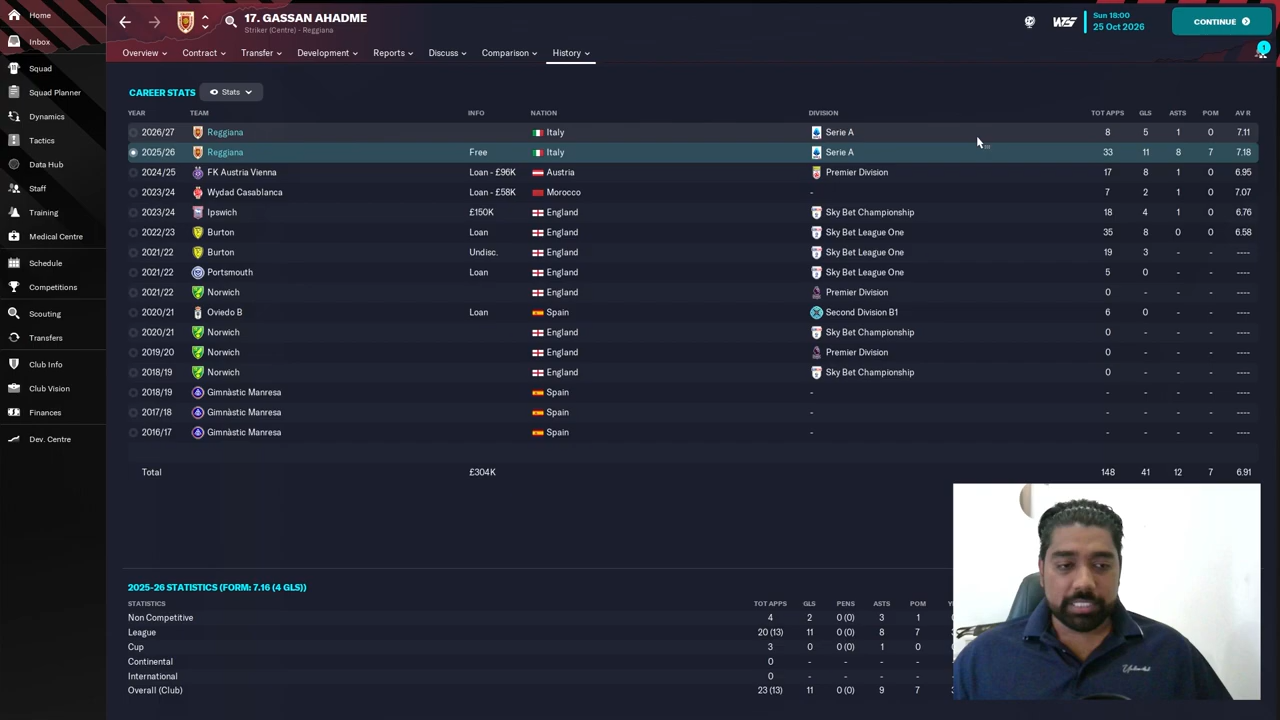 Home
Inbox
Squad
Squad Planner
Dynamics
Tactics
Data Hub
Staff
Training
Medical Centre
Schedule
Competitions
Scouting
Transfers
Club Info
Club Vision
Finances
Dev. Centre
17. GASSAN AHADME
Striker (Centre) - Reggiana
Sun 18:00
25 Oct 2026
CONTINUE
1
Overview Contract Transfer Development Reports Discuss Comparison History
CAREER STATS Stats
YEAR TEAM INFO NATION DIVISION TOT APPS GLS ASTS POM AV R
2026/27 Reggiana Italy Serie A 8 5 1 0 7.11
2025/26 Reggiana Free Italy Serie A 33 11 8 7 7.18
2024/25 FK Austria Vienna Loan - £96K Austria Premier Division 17 8 1 0 6.95
2023/24 Wydad Casablanca Loan - £58K Morocco - 7 2 1 0 7.07
2023/24 Ipswich £150K England Sky Bet Championship 18 4 1 0 6.76
2022/23 Burton Loan England Sky Bet League One 35 8 0 0 6.58
2021/22 Burton Undisc. England Sky Bet League One 19 3 - - ----
2021/22 Portsmouth Loan England Sky Bet League One 5 0 - - ----
2021/22 Norwich England Premier Division 0 - - - ----
2020/21 Oviedo B Loan Spain Second Division B1 6 0 - - ----
2020/21 Norwich England Sky Bet Championship 0 - - - ----
2019/20 Norwich England Premier Division 0 - - - ----
2018/19 Norwich England Sky Bet Championship 0 - - - ----
2018/19 Gimnàstic Manresa Spain - - - - - ----
2017/18 Gimnàstic Manresa Spain - - - - - ----
2016/17 Gimnàstic Manresa Spain - - - - - ----
Total £304K 148 41 12 7 6.91
2025-26 STATISTICS (FORM: 7.16 (4 GLS))
STATISTICS TOT APPS GLS PENS ASTS POM
Non Competitive 4 2 0 (0) 3 1
League 20 (13) 11 0 (0) 8 7
Cup 3 0 0 (0) 1 0
Continental 0 - - - -
International 0 - - - -
Overall (Club) 23 (13) 11 0 (0) 9 7